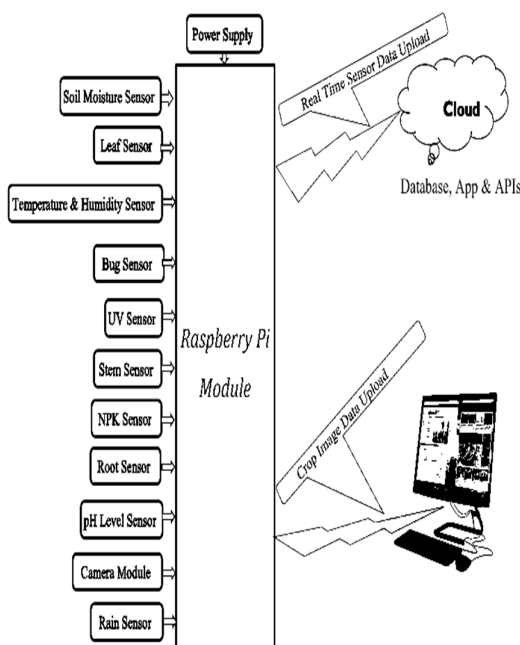 Power Supply
Soil Moisture Sensor
Leaf Sensor
Temperature & Humidity Sensor
Bug Sensor
UV Sensor
Stem Sensor
NPK Sensor
Root Sensor
pH Level Sensor
Camera Module
Rain Sensor
Raspberry Pi
Module
Real Time Sensor Data Upload
Cloud
Database, App & APIs
Crop Image Data Upload